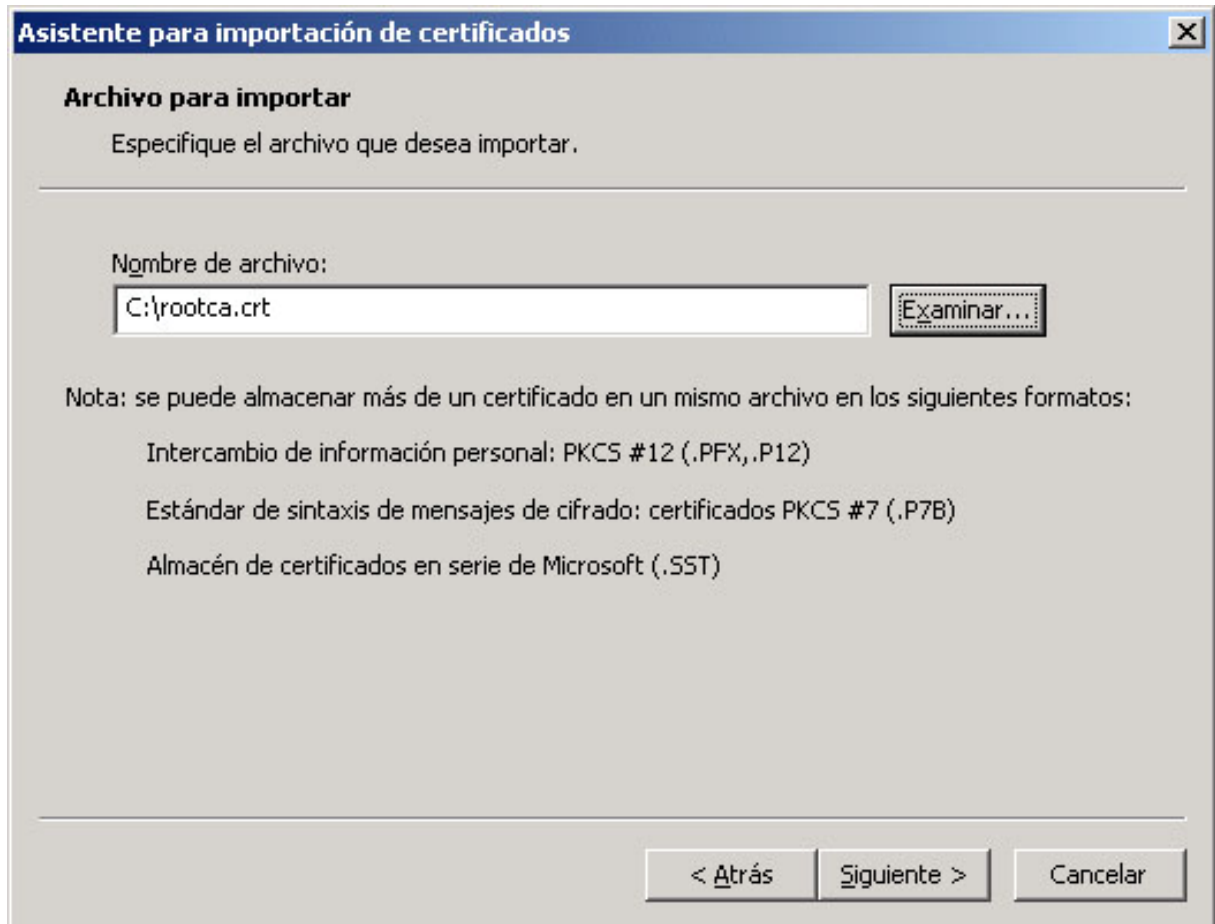 Asistente para importación de certificados
Archivo para importar
Especifique el archivo que desea importar.
Nombre de archivo:
C:\rootca.crt
Examinar...
Nota: se puede almacenar más de un certificado en un mismo archivo en los siguientes formatos:
Intercambio de información personal: PKCS #12 (.PFX,.P12)
Estándar de sintaxis de mensajes de cifrado: certificados PKCS #7 (.P7B)
Almacén de certificados en serie de Microsoft (.SST)
< Atrás
Siguiente >
Cancelar